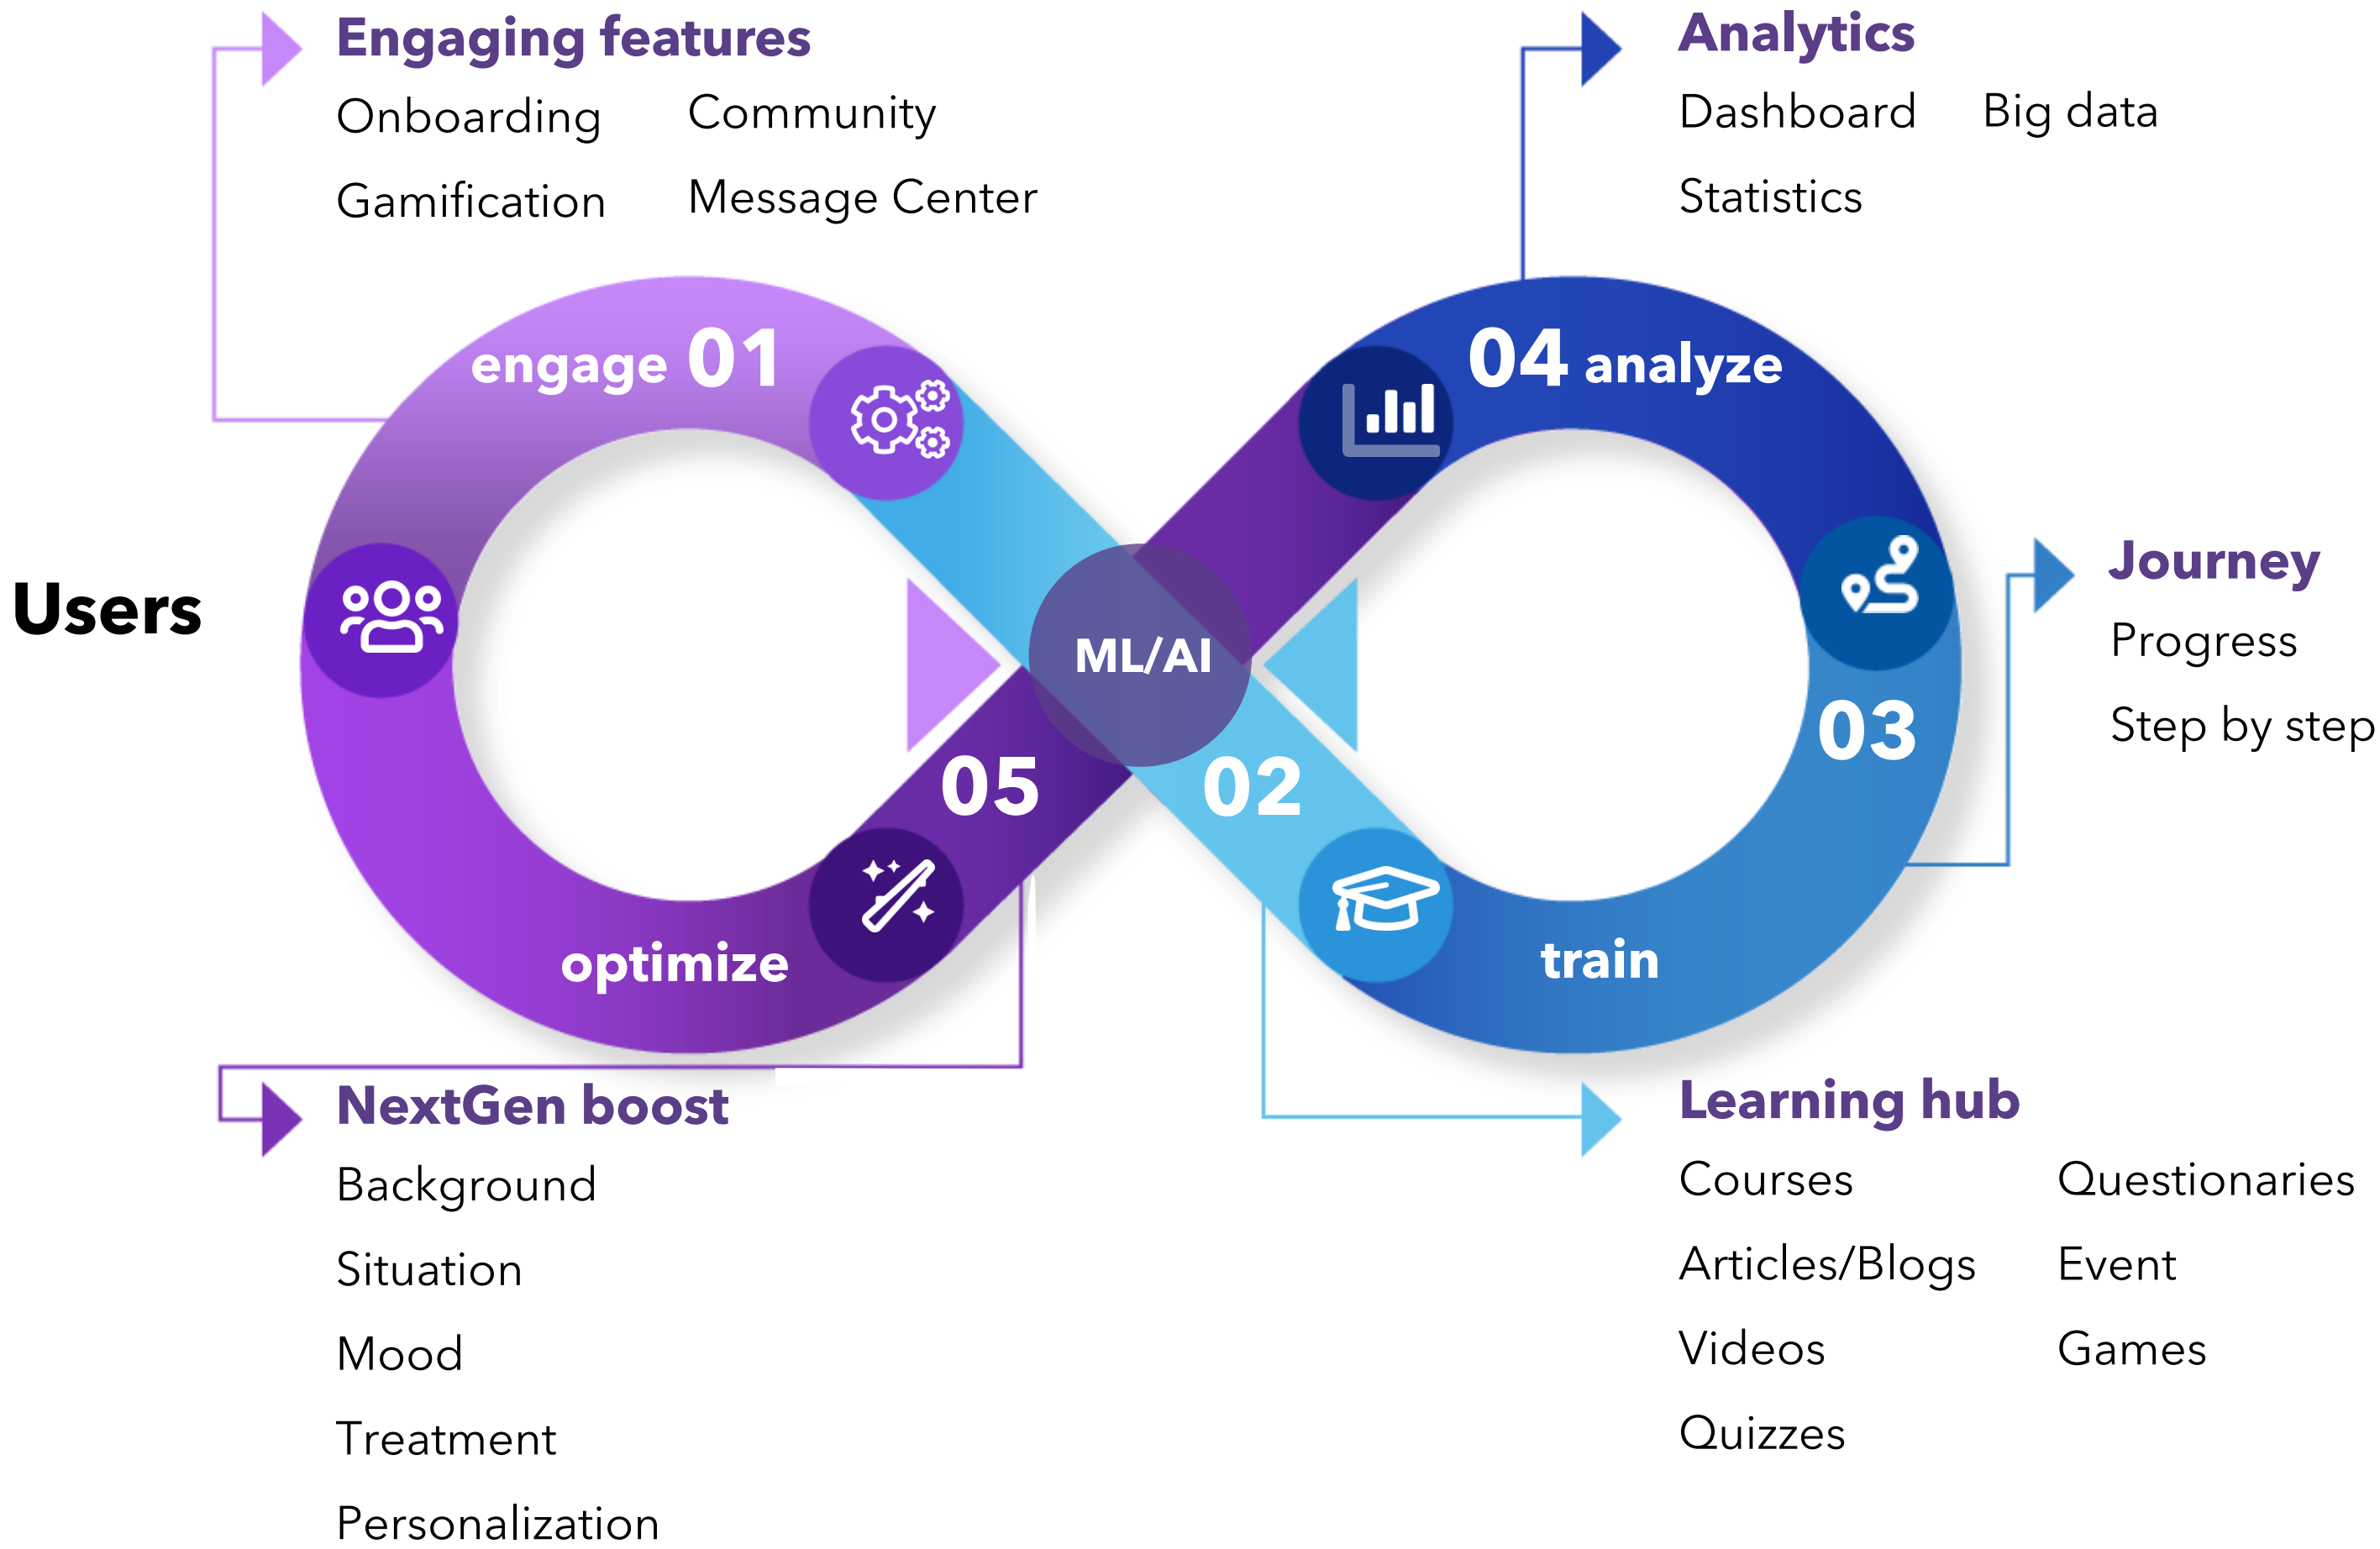 Engaging features
Onboarding
Community
Gamification
Message Center
Analytics
Dashboard
Big data
Statistics
engage 01
04 analyze
Users
ML/AI
Journey
Progress
Step by step
03
05
02
optimize
train
NextGen boost
Background
Situation
Mood
Treatment
Personalization
Learning hub
Courses
Questionaries
Articles/Blogs
Event
Videos
Games
Quizzes